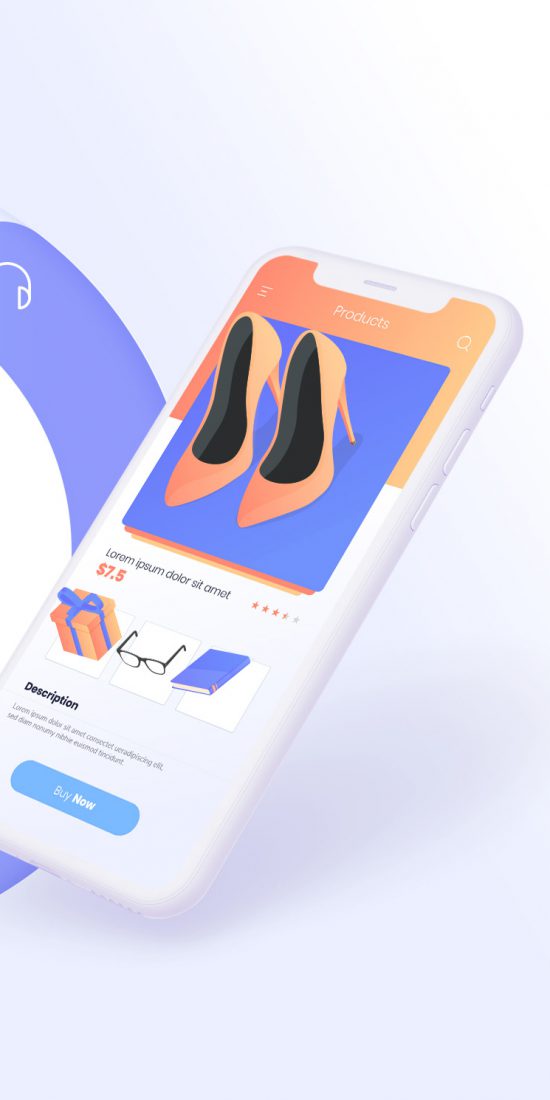 Products
Lorem ipsum dolor sit amet
$7.5
Description
Lorem ipsum dolor sit amet consectet ueradipiscing elit,
sed diam nonumy nibhie euismod tincidunt.
Buy Now